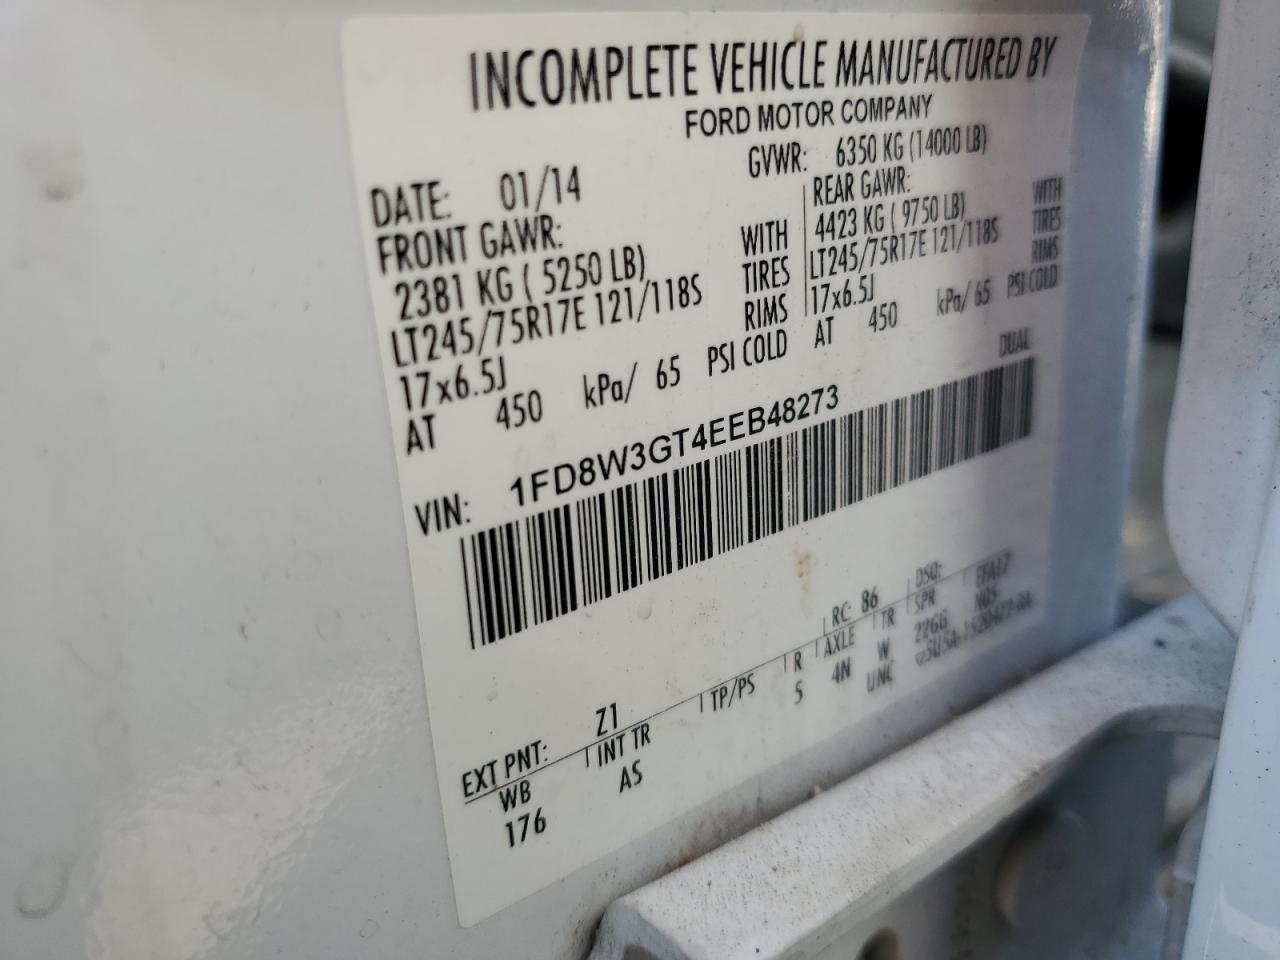 INCOMPLETE VEHICLE MANUFACTURED BY
FORD MOTOR COMPANY
DATE: 01/14 GVWR: 6350 KG (14000 LB)
FRONT GAWR: REAR GAWR:
2381 KG ( 5250 LB) WITH 4423 KG ( 9750 LB) WITH
LT245/75R17E 121/118S TIRES LT245/75R17E 121/118S TIRES
17x6.5J RIMS 17x6.5J RIMS
AT 450 kPa/ 65 PSI COLD AT 450 kPa/ 65 PSI COLD
DUAL
VIN: 1FD8W3GT4EEB48273
EXT PNT: Z1 RC: 86 DSO:
WB INT TR TP/PS R AXLE TR SPR EFA17
176 AS 5 4N W 22GG N05
UNC